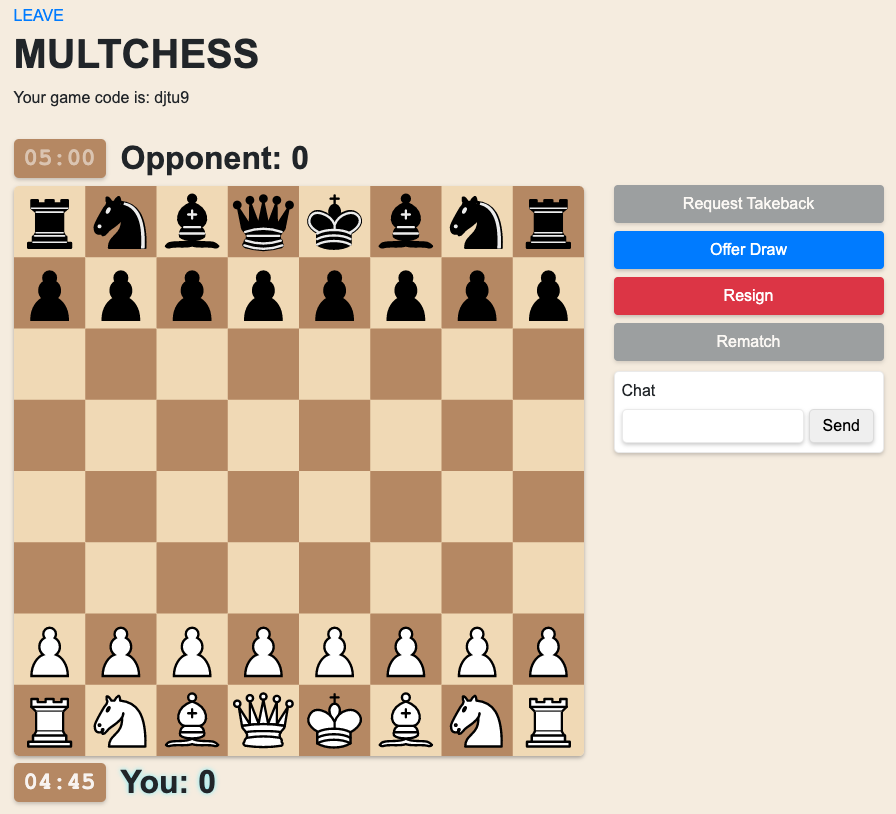 LEAVE
MULTCHESS
Your game code is: djtu9
05:00
Opponent: 0
Request Takeback
Offer Draw
Resign
Rematch
Chat
Send
04:45
You: 0